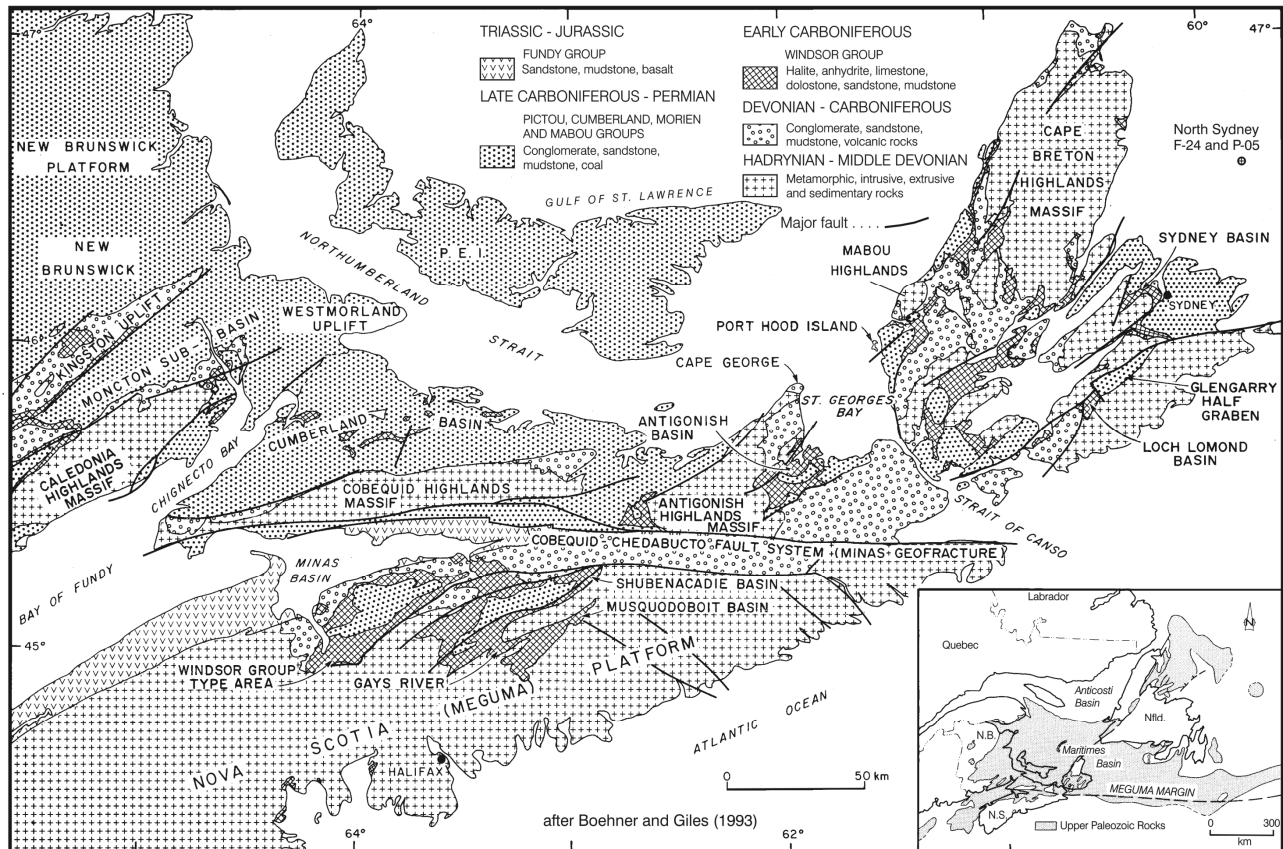 47°
64°
60°
47°
TRIASSIC - JURASSIC
FUNDY GROUP
Sandstone, mudstone, basalt
LATE CARBONIFEROUS - PERMIAN
PICTOU, CUMBERLAND, MORIEN
AND MABOU GROUPS
Conglomerate, sandstone,
mudstone, coal
EARLY CARBONIFEROUS
WINDSOR GROUP
Halite, anhydrite, limestone,
dolostone, sandstone, mudstone
DEVONIAN - CARBONIFEROUS
Conglomerate, sandstone,
mudstone, volcanic rocks
HADRYNIAN - MIDDLE DEVONIAN
Metamorphic, intrusive, extrusive
and sedimentary rocks
Major fault . . . .
North Sydney
F-24 and P-05
NEW BRUNSWICK
PLATFORM
NEW
BRUNSWICK
CAPE
BRETON
HIGHLANDS
MASSIF
GULF OF ST. LAWRENCE
P. E. I.
NORTHUMBERLAND
STRAIT
MABOU
HIGHLANDS
SYDNEY BASIN
SYDNEY
WESTMORLAND
UPLIFT
PORT HOOD ISLAND
46°
KINGSTON UPLIFT
MONCTON SUB-BASIN
CAPE GEORGE
ST. GEORGES
BAY
GLENGARRY
HALF
GRABEN
LOCH LOMOND
BASIN
ANTIGONISH
BASIN
CUMBERLAND
BASIN
CHIGNECTO BAY
CALEDONIA
HIGHLANDS
MASSIF
COBEQUID HIGHLANDS
MASSIF
ANTIGONISH
HIGHLANDS
MASSIF
STRAIT OF CANSO
COBEQUID-CHEDABUCTO FAULT SYSTEM (MINAS GEOFRACTURE)
BAY OF FUNDY
MINAS
BASIN
SHUBENACADIE BASIN
MUSQUODOBOIT BASIN
45°
WINDSOR GROUP
TYPE AREA
GAYS RIVER
NOVA SCOTIA (MEGUMA) PLATFORM
ATLANTIC OCEAN
HALIFAX
0 50 km
after Boehner and Giles (1993)
64°
62°
Labrador
N
Quebec
Anticosti
Basin
Nfld.
N.B.
Maritimes
Basin
MEGUMA MARGIN
N.S.
Upper Paleozoic Rocks
0 300
km